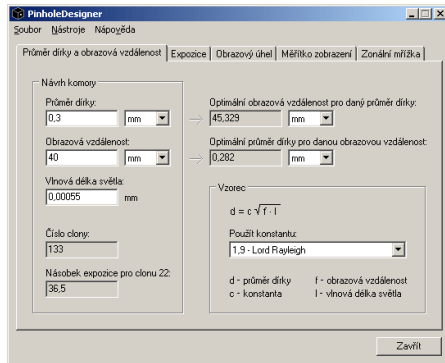 PinholeDesigner
Soubor Nástroje Nápověda
Průměr dírky a obrazová vzdálenost Expozice Obrazový úhel Měřítko zobrazení Zonální mřížka
Návrh komory
Průměr dírky:
0,3 mm
Optimální obrazová vzdálenost pro daný průměr dírky:
45,329 mm
Obrazová vzdálenost:
40 mm
Optimální průměr dírky pro danou obrazovou vzdálenost:
0,282 mm
Vlnová délka světla:
0,00055 mm
Číslo clony:
133
Násobek expozice pro clonu 22:
36,5
Vzorec
d = c √f · l
Použít konstantu:
1,9 - Lord Rayleigh
d - průměr dírky f - obrazová vzdálenost
c - konstanta l - vlnová délka světla
Zavřít